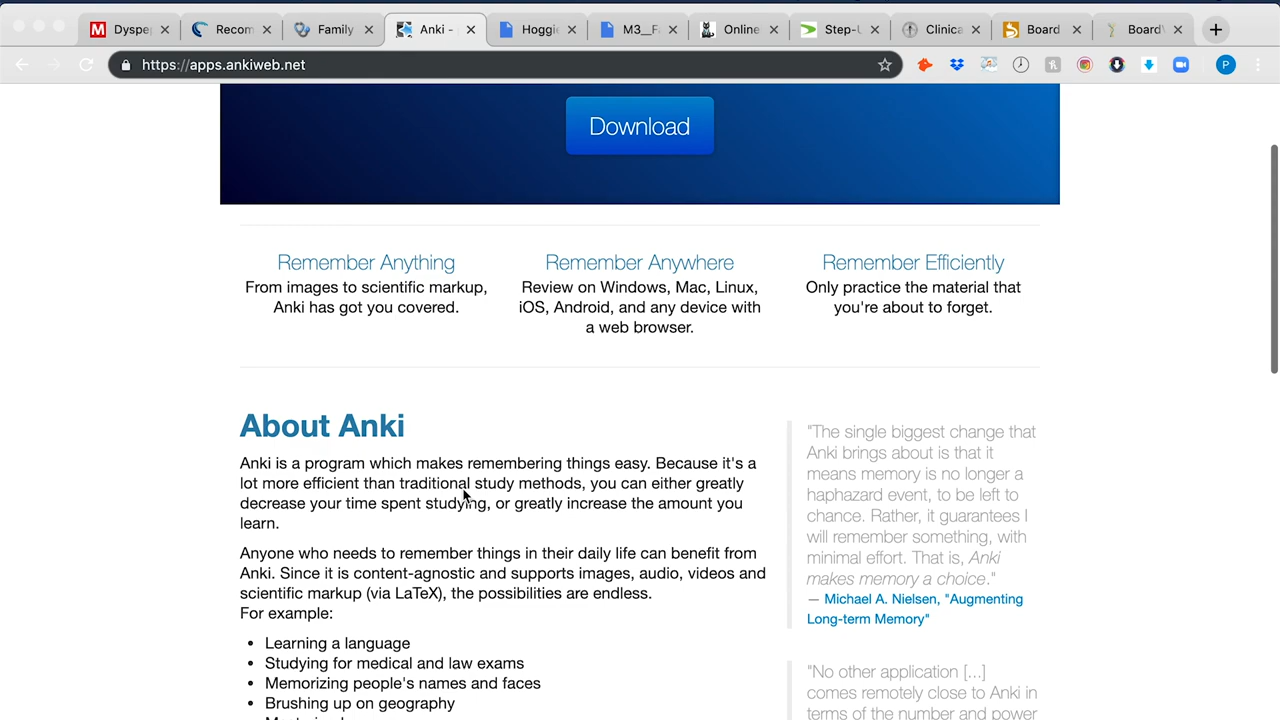 Dyspe
Recom
Family
Anki -
Hoggie
M3__F
Online
Step-U
Clinica
Board
Board
https://apps.ankiweb.net
P
Download
Remember Anything
From images to scientific markup,
Anki has got you covered.
Remember Anywhere
Review on Windows, Mac, Linux,
iOS, Android, and any device with
a web browser.
Remember Efficiently
Only practice the material that
you're about to forget.
About Anki
Anki is a program which makes remembering things easy. Because it's a
lot more efficient than traditional study methods, you can either greatly
decrease your time spent studying, or greatly increase the amount you
learn.
Anyone who needs to remember things in their daily life can benefit from
Anki. Since it is content-agnostic and supports images, audio, videos and
scientific markup (via LaTeX), the possibilities are endless.
For example:
• Learning a language
• Studying for medical and law exams
• Memorizing people's names and faces
• Brushing up on geography
"The single biggest change that
Anki brings about is that it
means memory is no longer a
haphazard event, to be left to
chance. Rather, it guarantees I
will remember something, with
minimal effort. That is, Anki
makes memory a choice."
— Michael A. Nielsen, "Augmenting
Long-term Memory"
"No other application [...]
comes remotely close to Anki in
terms of the number and power